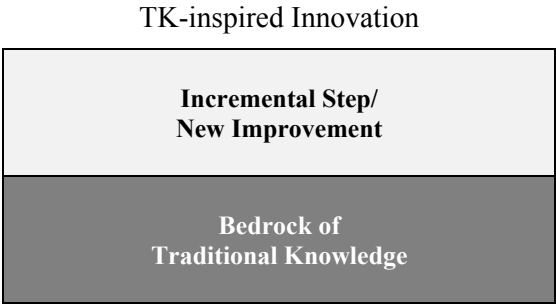 TK-inspired Innovation
Incremental Step/
New Improvement
Bedrock of
Traditional Knowledge